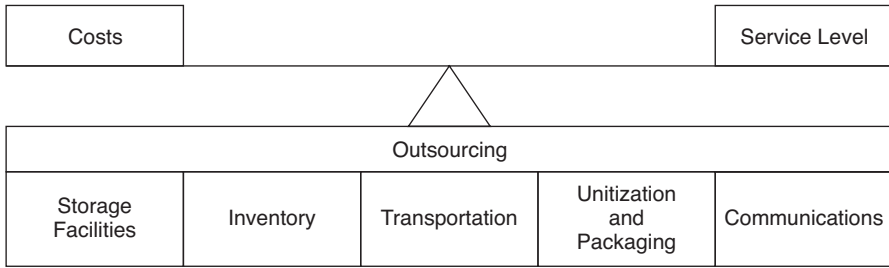 Costs
Service Level
Outsourcing
Storage
Facilities
Inventory
Transportation
Unitization
and
Packaging
Communications